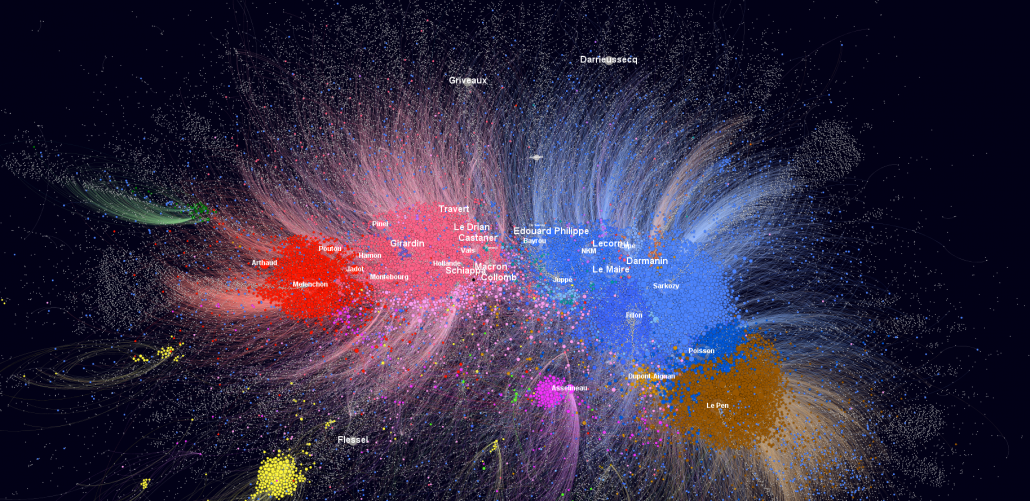 Darrieussecq
Griveaux
Travert
Pinel
Le Drian
Edouard Philippe
Castaner
Bayrou
Girardin
Lecornu
Poutou
Valls
NKM
Hamon
Arthaud
Hollande
Macron
Darmanin
Jadot
Schiappa
Le Maire
Montebourg
Collomb
Juppé
Melenchon
Sarkozy
Fillon
Poisson
Dupont-Aignan
Asselineau
Le Pen
Flessel